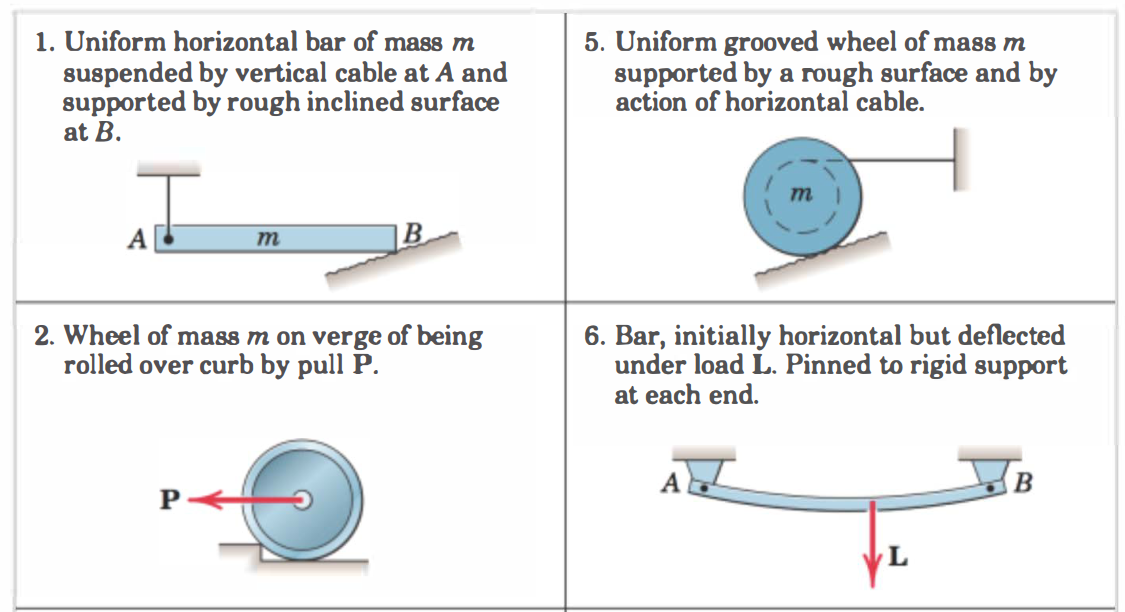 1. Uniform horizontal bar of mass m
suspended by vertical cable at A and
supported by rough inclined surface
at B.
A
m
B
5. Uniform grooved wheel of mass m
supported by a rough surface and by
action of horizontal cable.
m
2. Wheel of mass m on verge of being
rolled over curb by pull P.
P
6. Bar, initially horizontal but deflected
under load L. Pinned to rigid support
at each end.
A
B
L